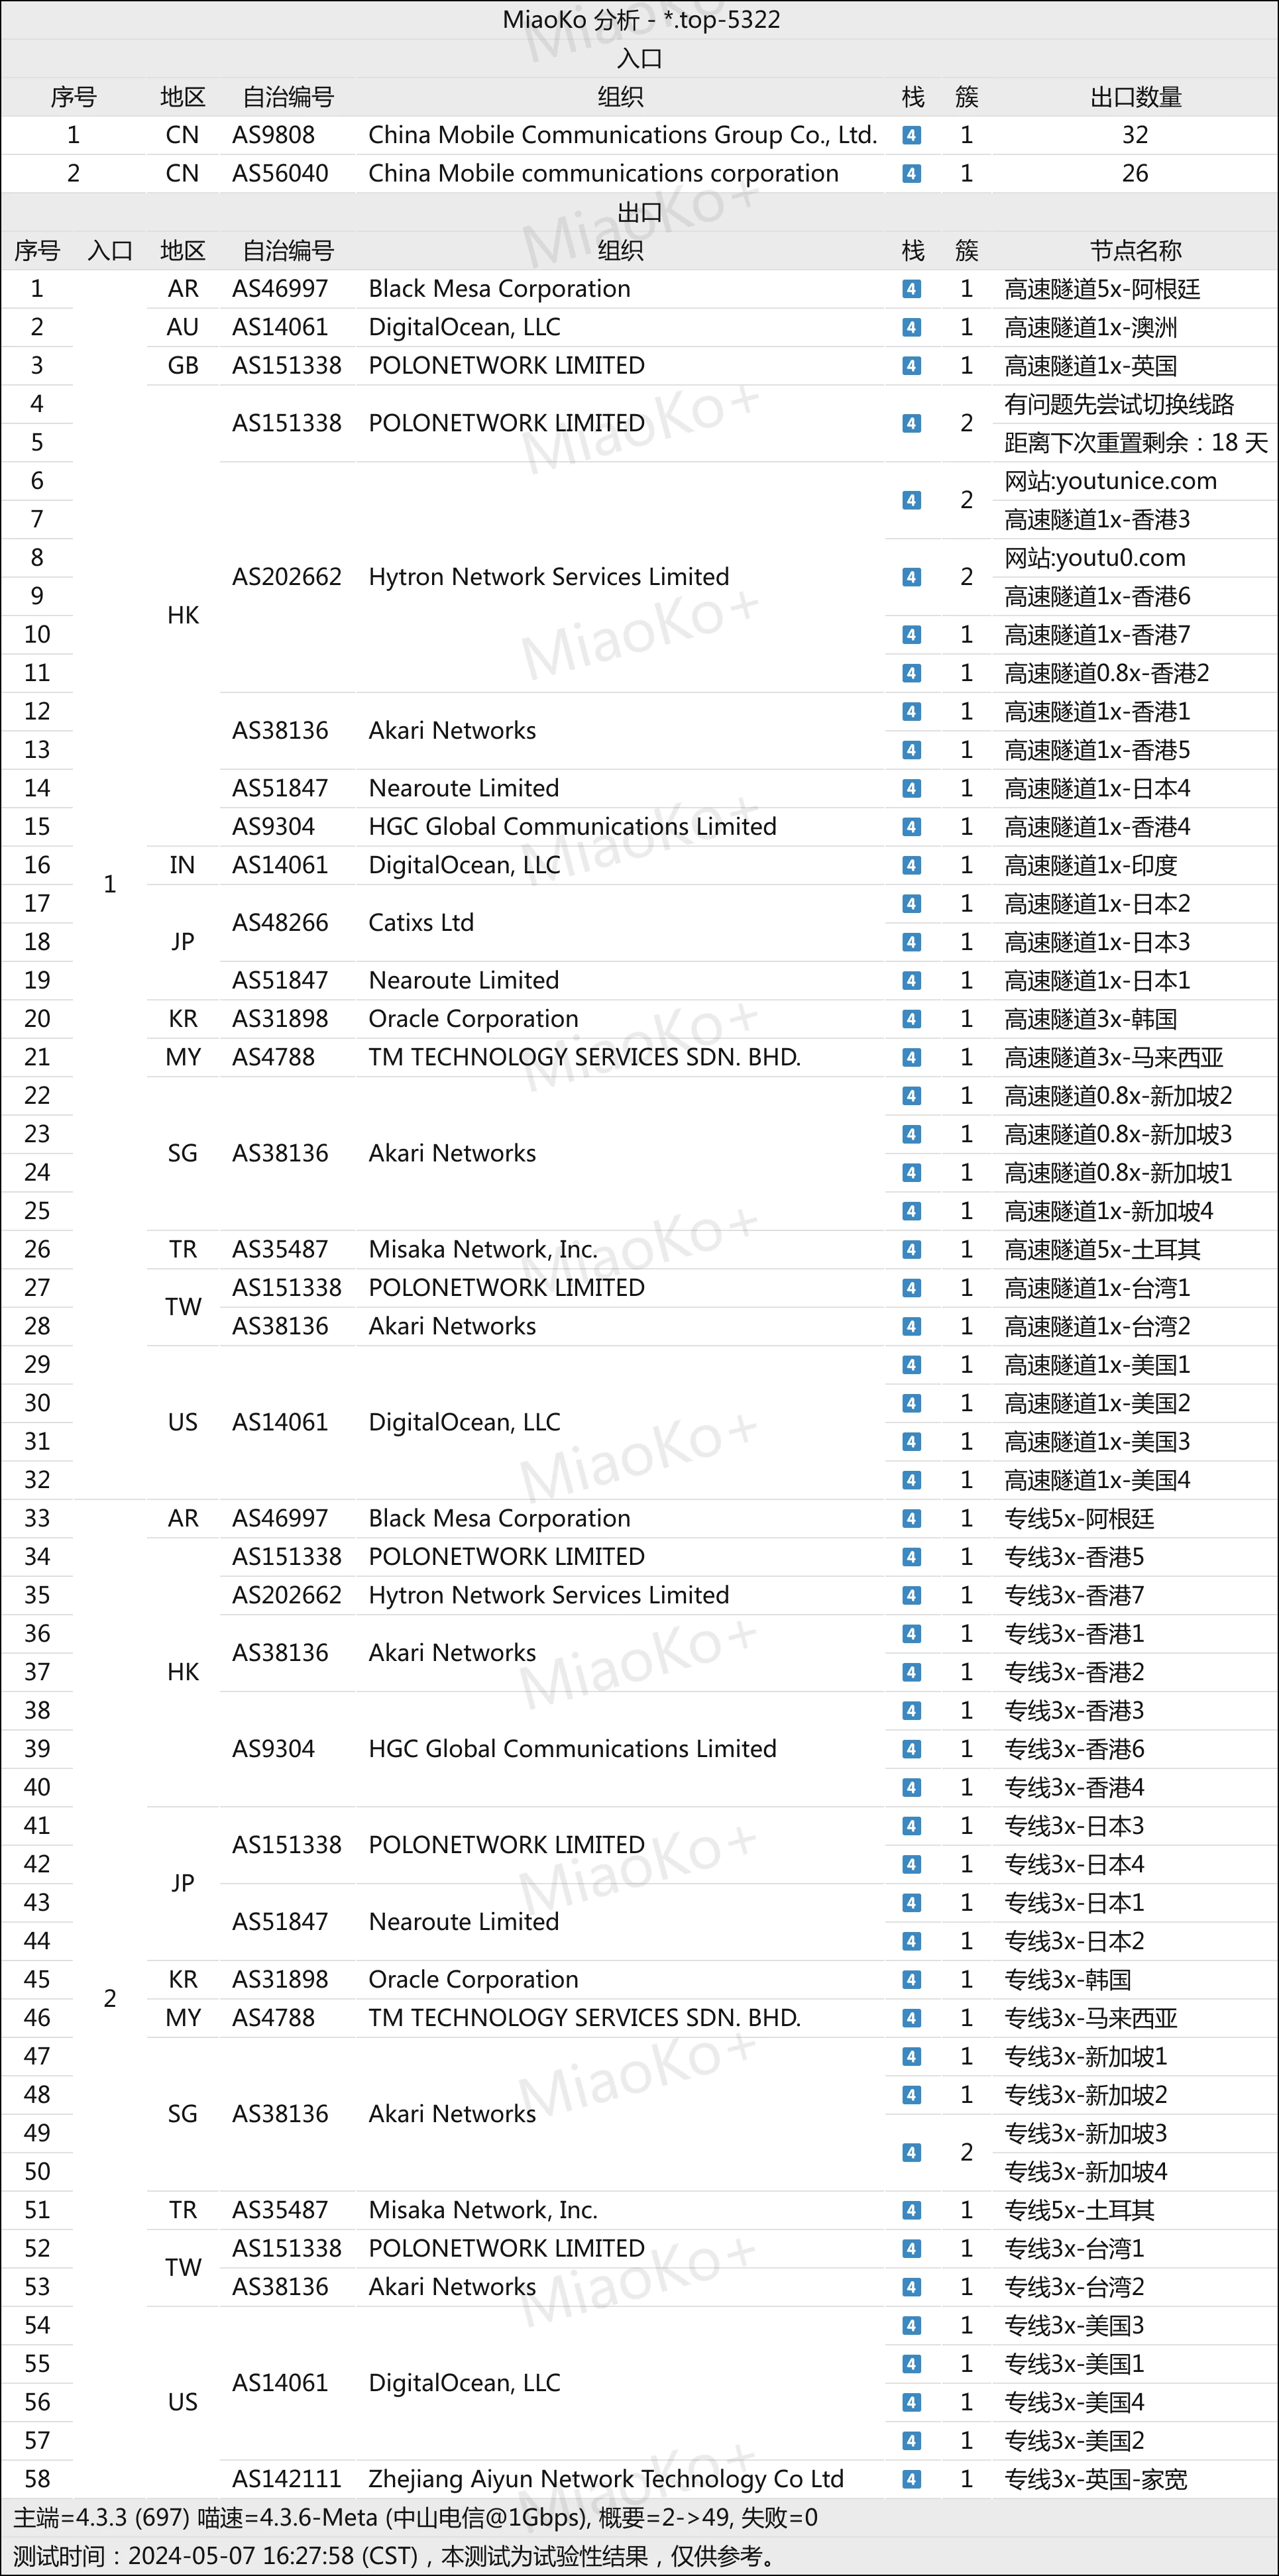 MiaoKo 分析 - *.top-5322
入口
序号 地区 自治编号 组织 栈 簇 出口数量
1 CN AS9808 China Mobile Communications Group Co., Ltd. 4 1 32
2 CN AS56040 China Mobile communications corporation 4 1 26
出口
序号 入口 地区 自治编号 组织 栈 簇 节点名称
1 1 AR AS46997 Black Mesa Corporation 4 1 高速隧道5x-阿根廷
2 AU AS14061 DigitalOcean, LLC 4 1 高速隧道1x-澳洲
3 GB AS151338 POLONETWORK LIMITED 4 1 高速隧道1x-英国
4 HK AS151338 POLONETWORK LIMITED 4 2 有问题先尝试切换线路
5 距离下次重置剩余：18 天
6 AS202662 Hytron Network Services Limited 4 2 网站:youtunice.com
7 高速隧道1x-香港3
8 4 2 网站:youtu0.com
9 高速隧道1x-香港6
10 4 1 高速隧道1x-香港7
11 4 1 高速隧道0.8x-香港2
12 AS38136 Akari Networks 4 1 高速隧道1x-香港1
13 4 1 高速隧道1x-香港5
14 AS51847 Nearoute Limited 4 1 高速隧道1x-日本4
15 AS9304 HGC Global Communications Limited 4 1 高速隧道1x-香港4
16 IN AS14061 DigitalOcean, LLC 4 1 高速隧道1x-印度
17 JP AS48266 Catixs Ltd 4 1 高速隧道1x-日本2
18 4 1 高速隧道1x-日本3
19 AS51847 Nearoute Limited 4 1 高速隧道1x-日本1
20 KR AS31898 Oracle Corporation 4 1 高速隧道3x-韩国
21 MY AS4788 TM TECHNOLOGY SERVICES SDN. BHD. 4 1 高速隧道3x-马来西亚
22 SG AS38136 Akari Networks 4 1 高速隧道0.8x-新加坡2
23 4 1 高速隧道0.8x-新加坡3
24 4 1 高速隧道0.8x-新加坡1
25 4 1 高速隧道1x-新加坡4
26 TR AS35487 Misaka Network, Inc. 4 1 高速隧道5x-土耳其
27 TW AS151338 POLONETWORK LIMITED 4 1 高速隧道1x-台湾1
28 AS38136 Akari Networks 4 1 高速隧道1x-台湾2
29 US AS14061 DigitalOcean, LLC 4 1 高速隧道1x-美国1
30 4 1 高速隧道1x-美国2
31 4 1 高速隧道1x-美国3
32 4 1 高速隧道1x-美国4
33 2 AR AS46997 Black Mesa Corporation 4 1 专线5x-阿根廷
34 HK AS151338 POLONETWORK LIMITED 4 1 专线3x-香港5
35 AS202662 Hytron Network Services Limited 4 1 专线3x-香港7
36 AS38136 Akari Networks 4 1 专线3x-香港1
37 4 1 专线3x-香港2
38 AS9304 HGC Global Communications Limited 4 1 专线3x-香港3
39 4 1 专线3x-香港6
40 4 1 专线3x-香港4
41 JP AS151338 POLONETWORK LIMITED 4 1 专线3x-日本3
42 4 1 专线3x-日本4
43 AS51847 Nearoute Limited 4 1 专线3x-日本1
44 4 1 专线3x-日本2
45 KR AS31898 Oracle Corporation 4 1 专线3x-韩国
46 MY AS4788 TM TECHNOLOGY SERVICES SDN. BHD. 4 1 专线3x-马来西亚
47 SG AS38136 Akari Networks 4 1 专线3x-新加坡1
48 4 1 专线3x-新加坡2
49 4 2 专线3x-新加坡3
50 专线3x-新加坡4
51 TR AS35487 Misaka Network, Inc. 4 1 专线5x-土耳其
52 TW AS151338 POLONETWORK LIMITED 4 1 专线3x-台湾1
53 AS38136 Akari Networks 4 1 专线3x-台湾2
54 US AS14061 DigitalOcean, LLC 4 1 专线3x-美国3
55 4 1 专线3x-美国1
56 4 1 专线3x-美国4
57 4 1 专线3x-美国2
58 AS142111 Zhejiang Aiyun Network Technology Co Ltd 4 1 专线3x-英国-家宽
主端=4.3.3 (697) 喵速=4.3.6-Meta (中山电信@1Gbps), 概要=2->49, 失败=0
测试时间：2024-05-07 16:27:58 (CST)，本测试为试验性结果，仅供参考。